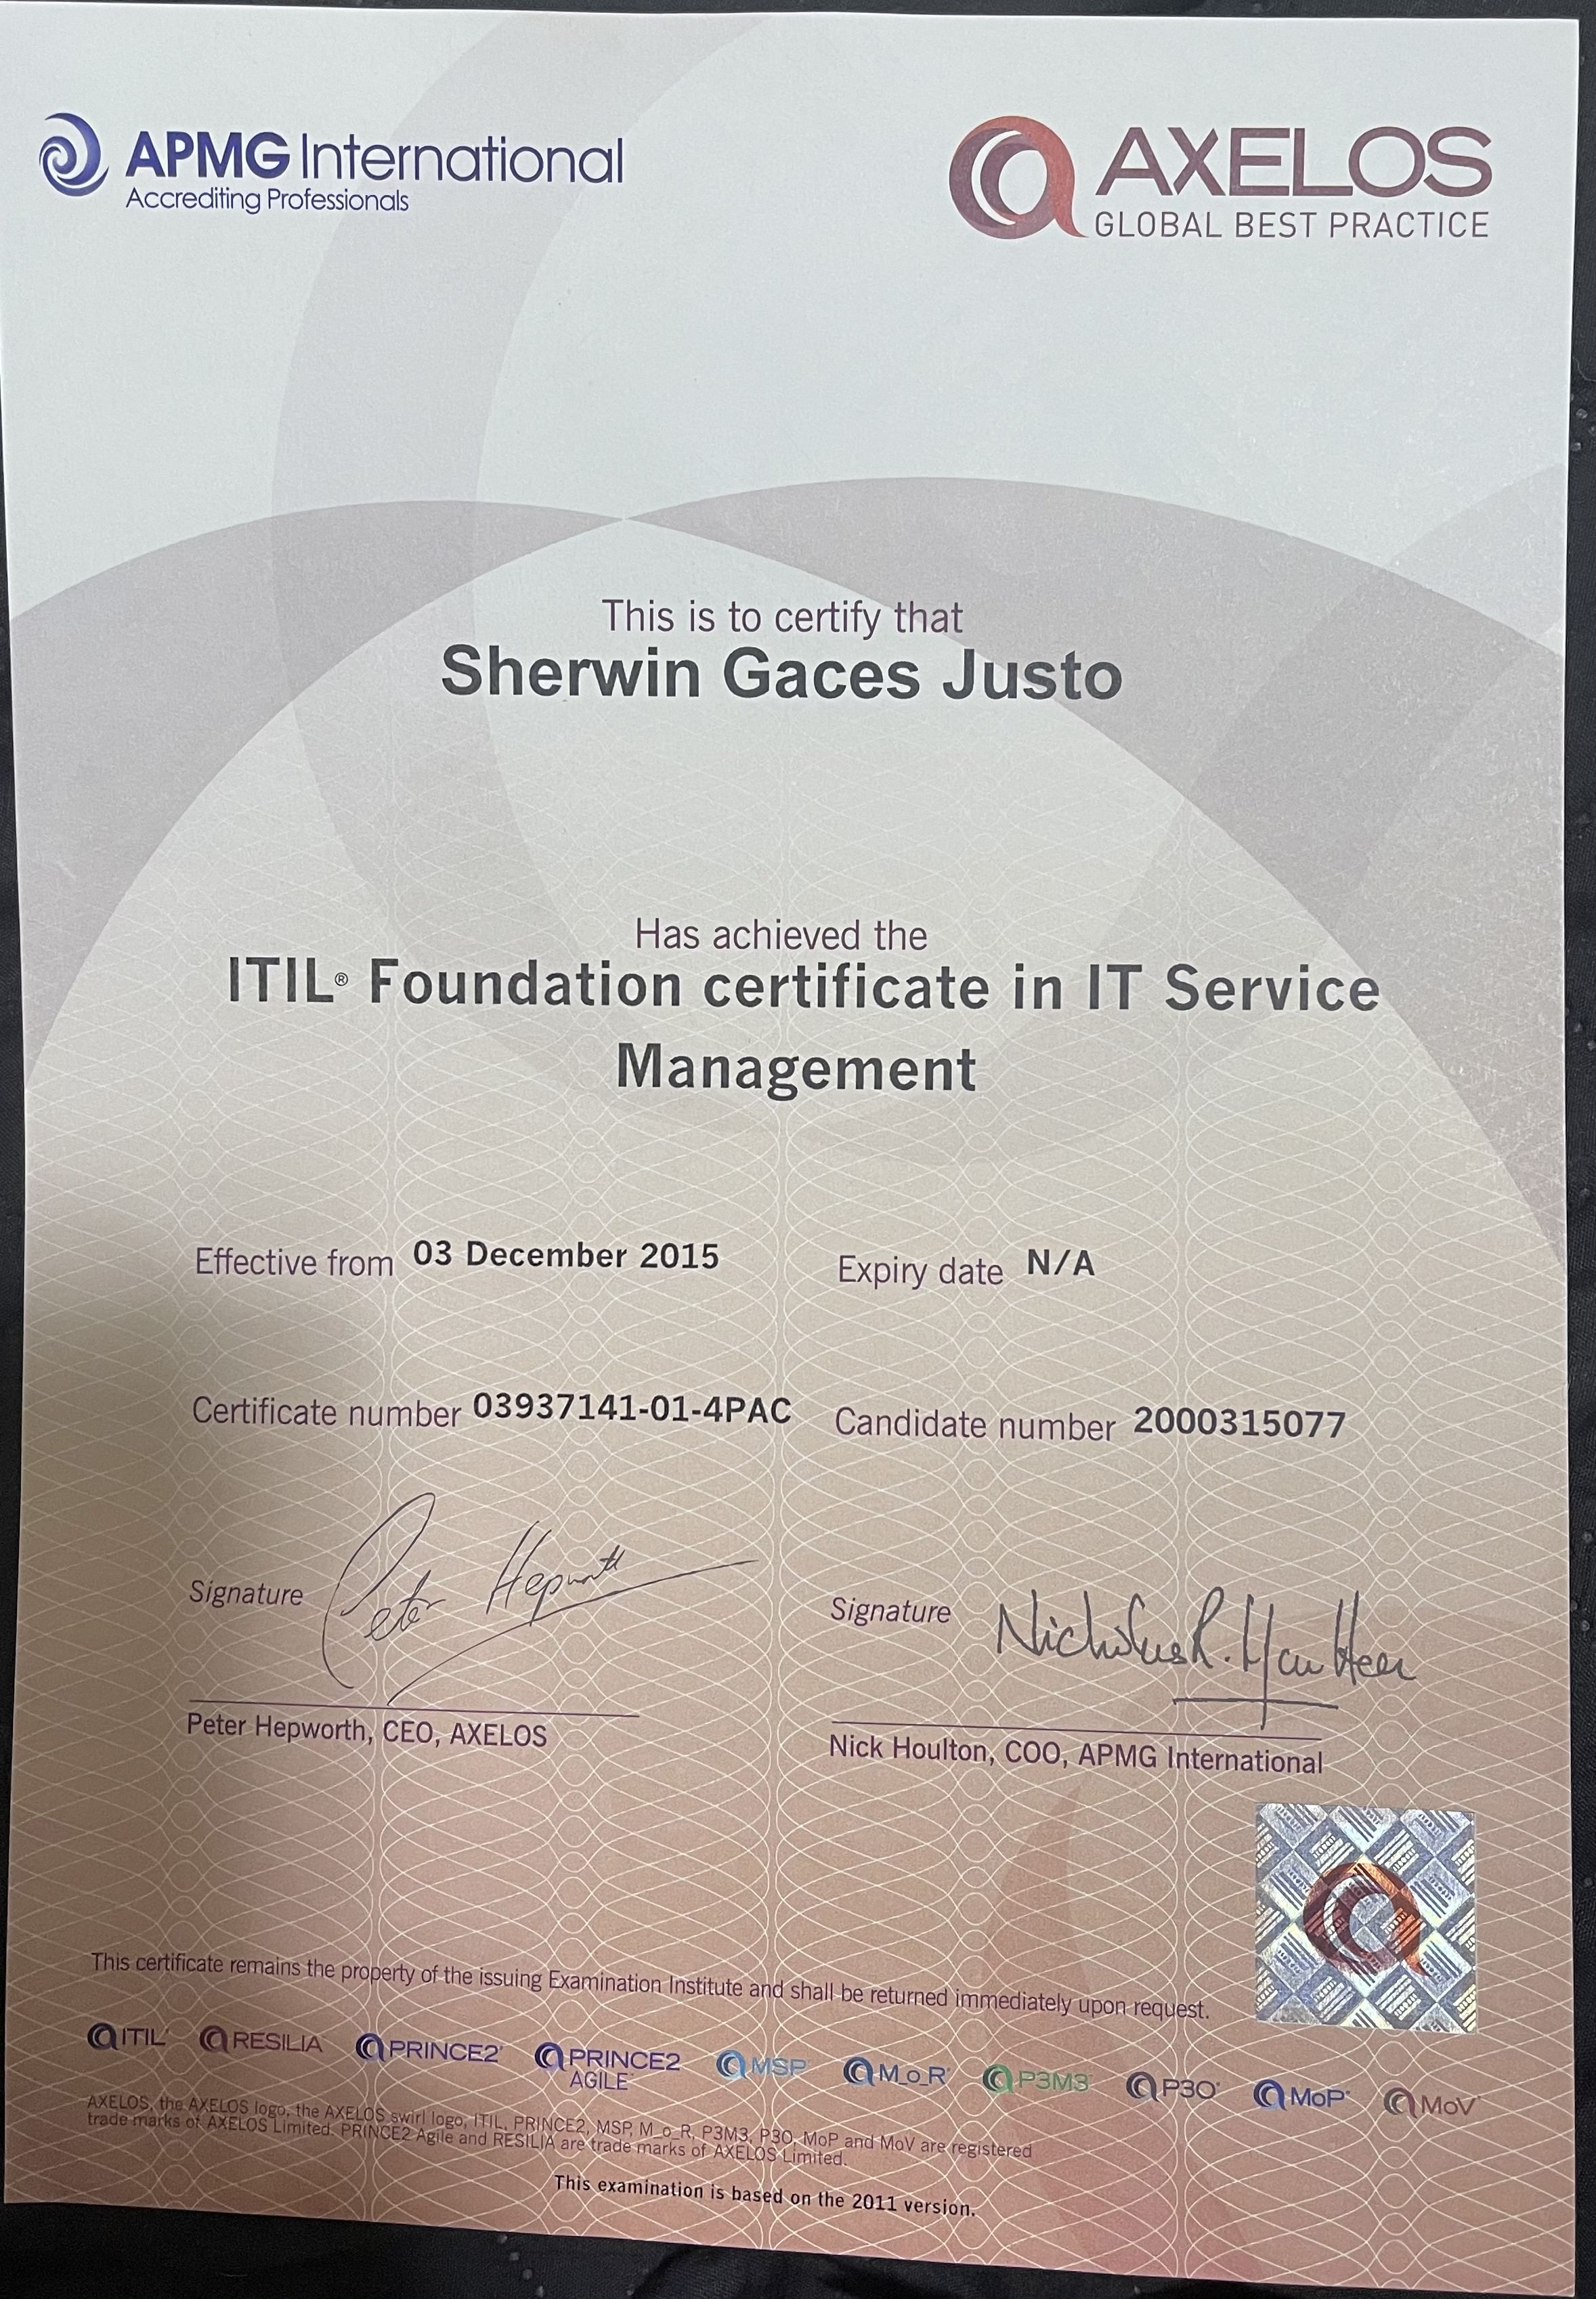 APMG International
Accrediting Professionals
AXELOS
GLOBAL BEST PRACTICE
This is to certify that
Sherwin Gaces Justo
Has achieved the
ITIL® Foundation certificate in IT Service
Management
Effective from 03 December 2015
Expiry date N/A
Certificate number 03937141-01-4PAC
Candidate number 2000315077
Signature Peter Hepworth
Signature Nicholas R. Houlton
Peter Hepworth, CEO, AXELOS
Nick Houlton, COO, APMG International
This certificate remains the property of the issuing Examination Institute and shall be returned immediately upon request.
ITIL® RESILIA™ PRINCE2® PRINCE2 AGILE™ MSP® M_o_R® P3M3® P3O® MoP® MoV®
AXELOS, the AXELOS logo, the AXELOS swirl logo, ITIL, PRINCE2, MSP, M_o_R, P3M3, P3O, MoP and MoV are registered
trade marks of AXELOS Limited. PRINCE2 Agile and RESILIA are trade marks of AXELOS Limited.
This examination is based on the 2011 version.